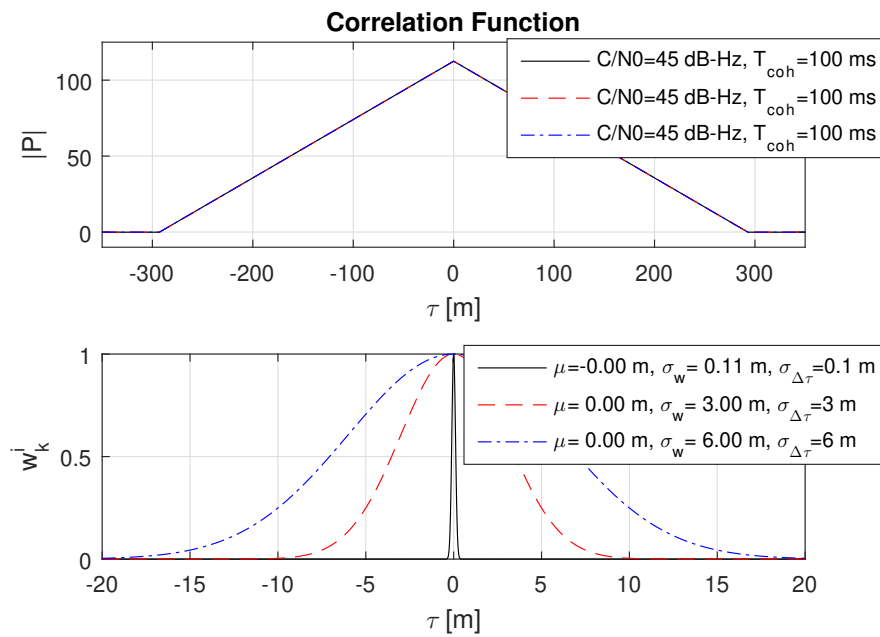 Correlation Function
|P|
100
50
0
C/N0=45 dB-Hz, T_coh=100 ms
C/N0=45 dB-Hz, T_coh=100 ms
C/N0=45 dB-Hz, T_coh=100 ms
-300 -200 -100 0 100 200 300
τ [m]
w_k^i
1
0.5
0
μ=-0.00 m, σ_w= 0.11 m, σ_Δτ=0.1 m
μ= 0.00 m, σ_w= 3.00 m, σ_Δτ=3 m
μ= 0.00 m, σ_w= 6.00 m, σ_Δτ=6 m
-20 -15 -10 -5 0 5 10 15 20
τ [m]